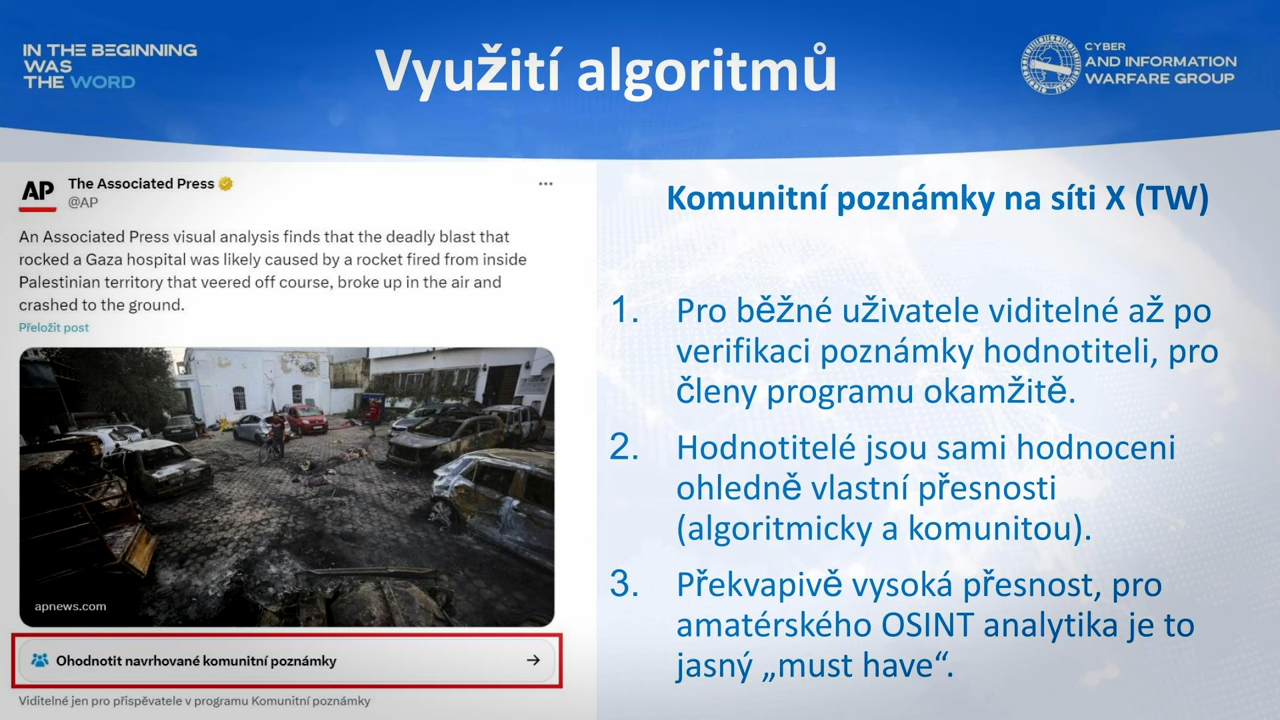 IN THE BEGINNING
WAS
THE WORD
Využití algoritmů
CYBER
AND INFORMATION
WARFARE GROUP
AP
The Associated Press
@AP
An Associated Press visual analysis finds that the deadly blast that
rocked a Gaza hospital was likely caused by a rocket fired from inside
Palestinian territory that veered off course, broke up in the air and
crashed to the ground.
Přeložit post
apnews.com
Ohodnotit navrhované komunitní poznámky
Viditelné jen pro přispěvatele v programu Komunitní poznámky
Komunitní poznámky na síti X (TW)
1. Pro běžné uživatele viditelné až po
verifikaci poznámky hodnotiteli, pro
členy programu okamžitě.
2. Hodnotitelé jsou sami hodnoceni
ohledně vlastní přesnosti
(algoritmicky a komunitou).
3. Překvapivě vysoká přesnost, pro
amatérského OSINT analytika je to
jasný „must have“.